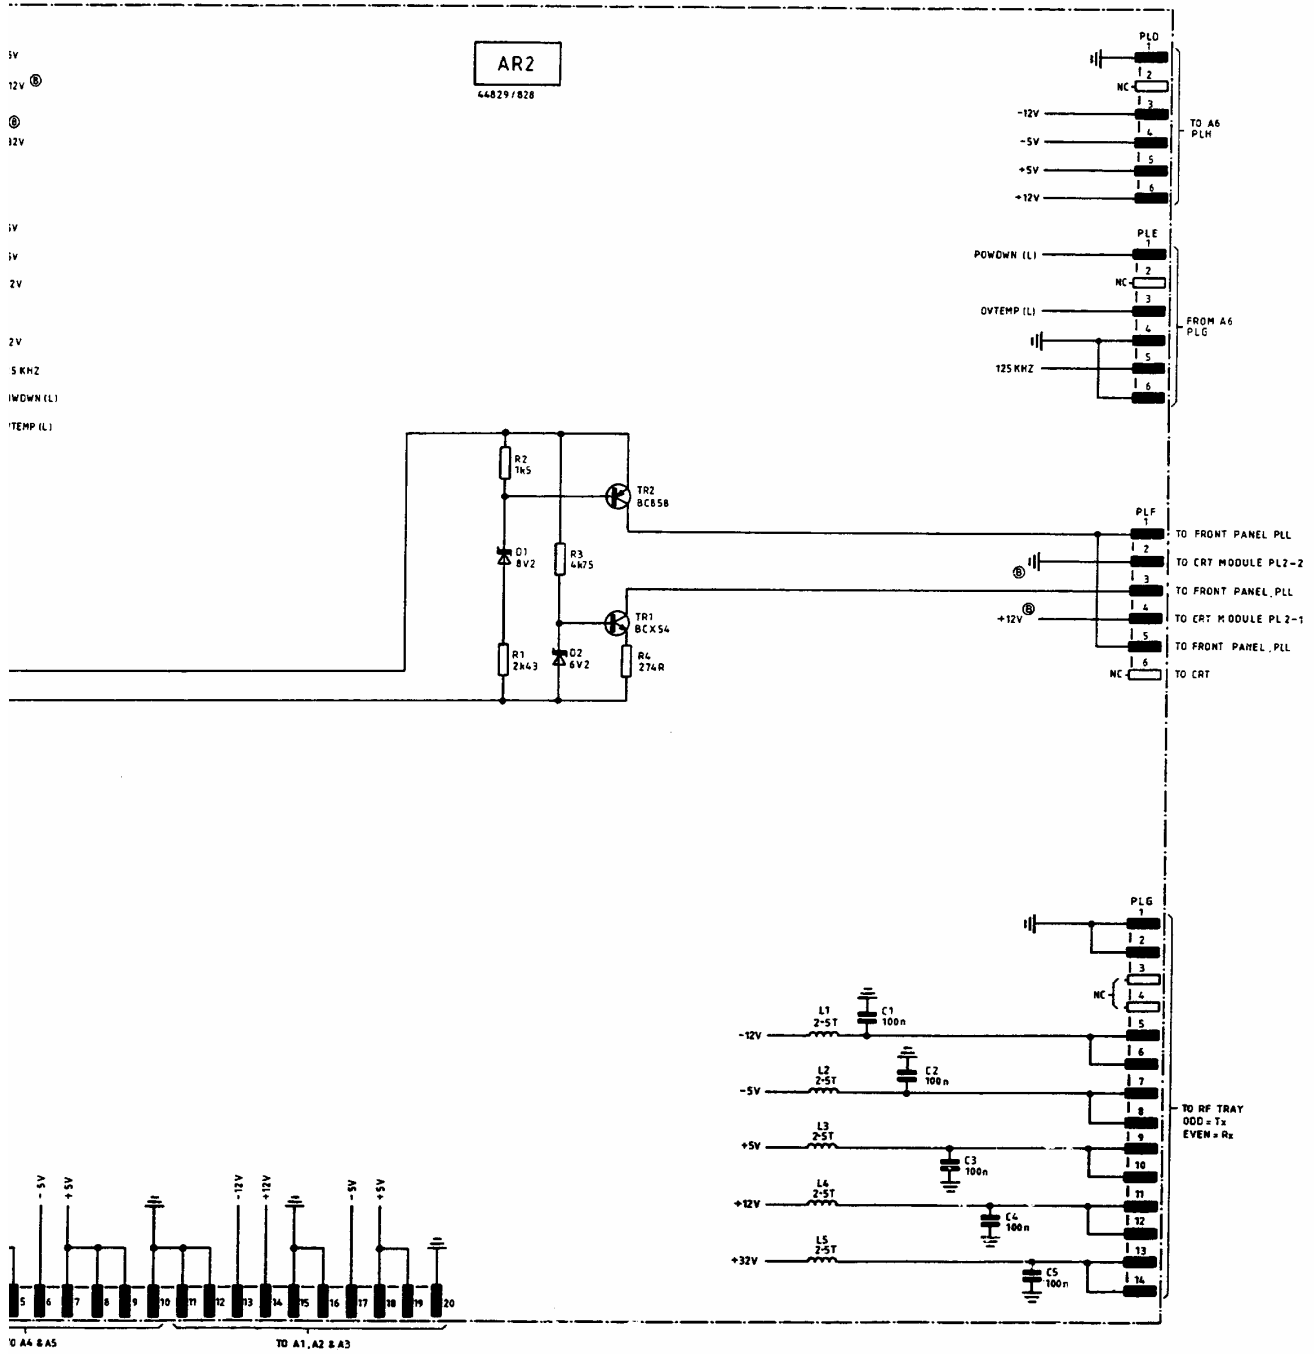 AR2
44829/828
5V
12V Ⓑ
Ⓑ
32V
5V
5V
2V
2V
5 KHZ
OWDWN (L)
VTEMP (L)
PLD
1
2
NC
3
-12V
4
-5V
5
+5V
6
+12V
TO A6
PLH
PLE
1
POWDWN (L)
2
NC
3
OVTEMP (L)
4
5
125 KHZ
6
FROM A6
PLG
R2
1k5
TR2
BC858
D1
8V2
R3
4k75
TR1
BCX54
R1
2k43
D2
6V2
R4
274R
PLF
1
TO FRONT PANEL PLL
2
TO CRT MODULE PL2-2
Ⓑ
3
TO FRONT PANEL, PLL
Ⓑ
4
+12V
TO CRT MODULE PL2-1
5
TO FRONT PANEL, PLL
6
NC
TO CRT
PLG
1
2
3
NC
4
5
6
7
8
9
10
11
12
13
14
L1
2-5T
C1
100n
-12V
L2
2-5T
C2
100n
-5V
L3
2-5T
C3
100n
+5V
L4
2-5T
C4
100n
+12V
L5
2-5T
C5
100n
+32V
TO RF TRAY
ODD = Tx
EVEN = Rx
-5V
+5V
-12V
+12V
-5V
+5V
5 6 7 8 9 10 11 12 13 14 15 16 17 18 19 20
TO A4 & A5
TO A1, A2 & A3